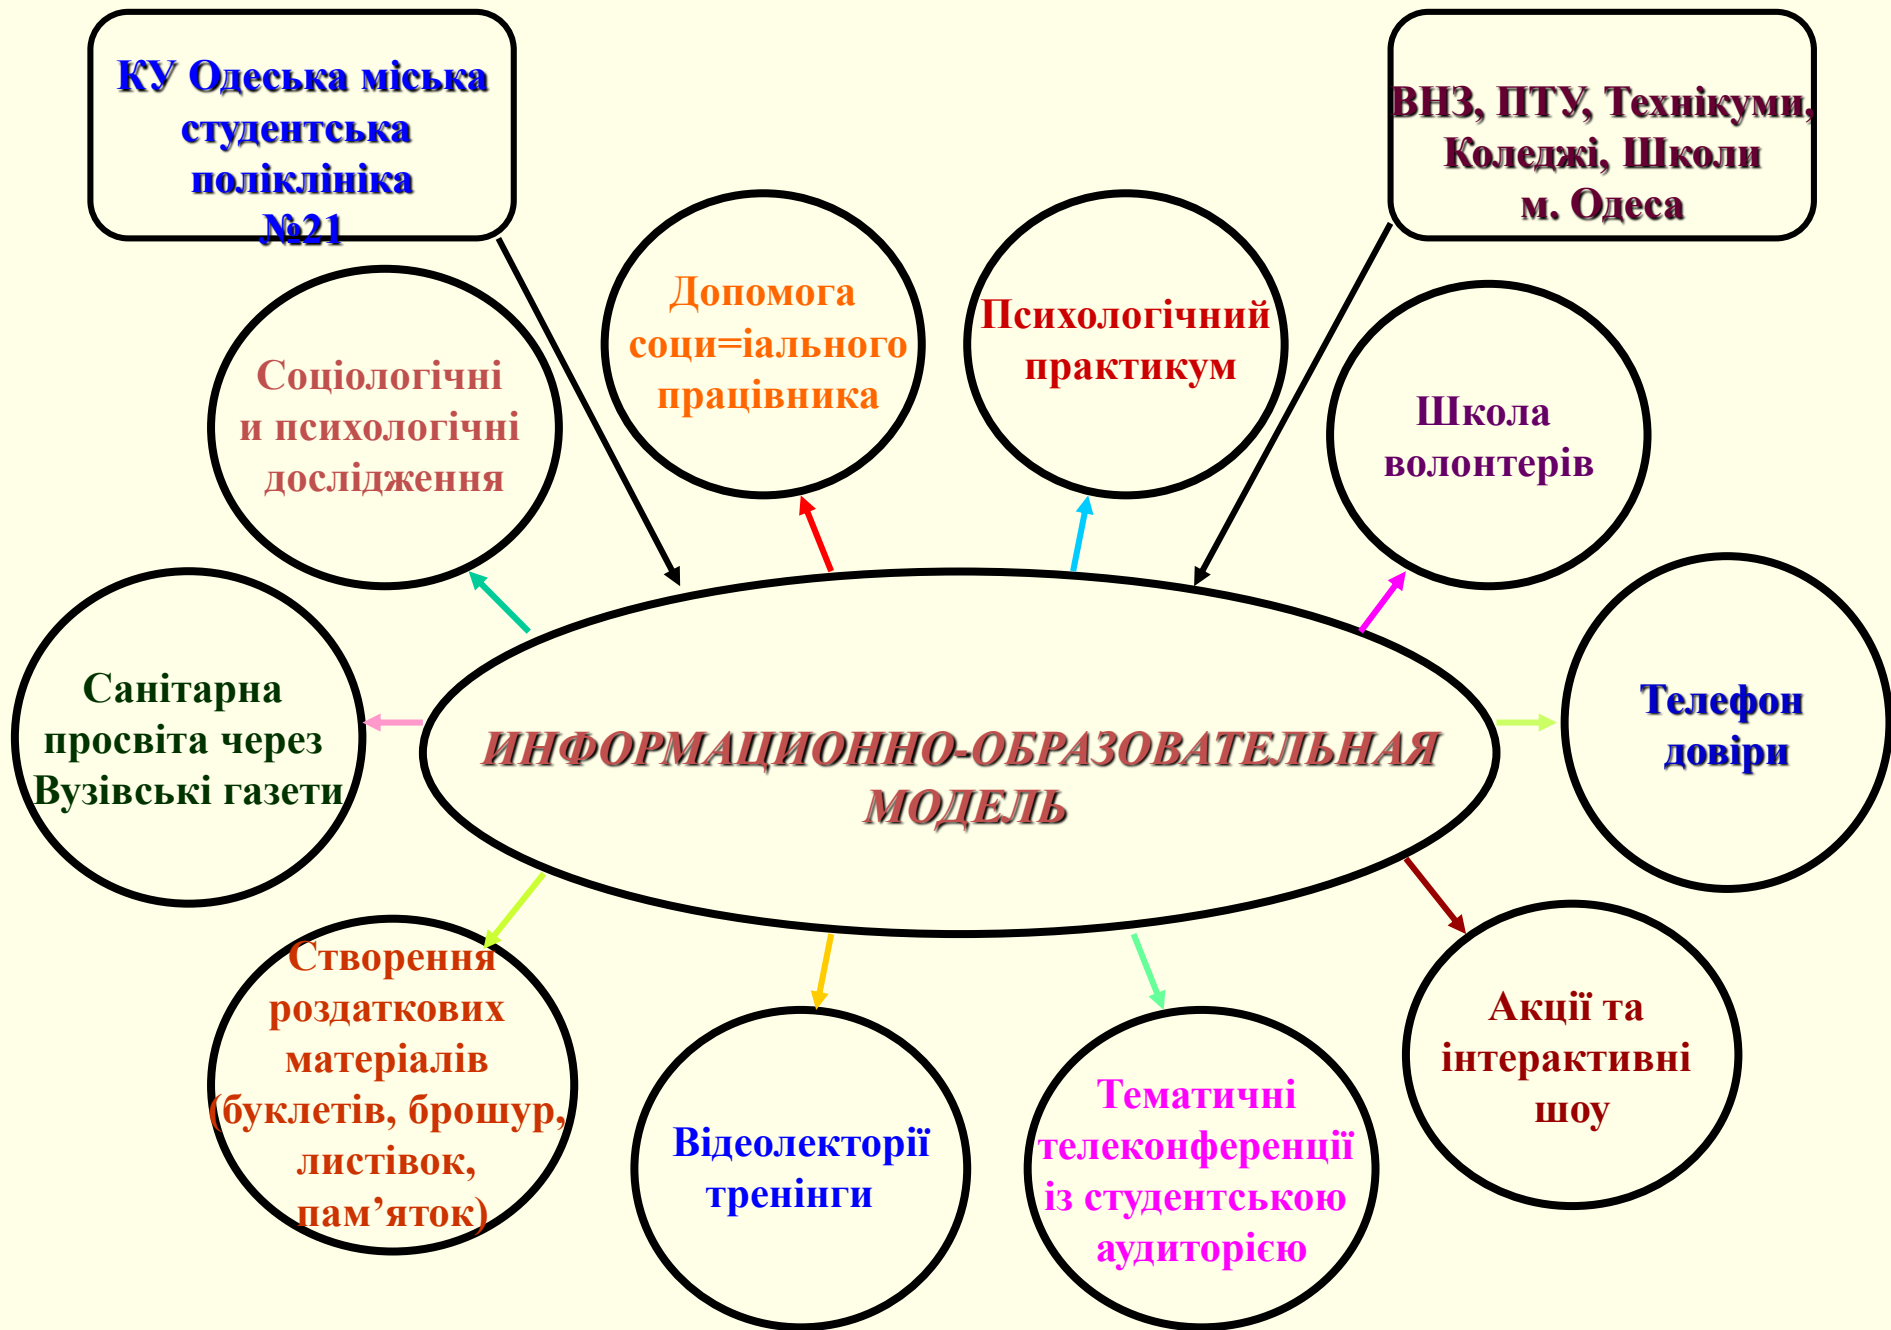 КУ Одеська міська
студентська
поліклініка
№21
ВНЗ, ПТУ, Технікуми,
Коледжі, Школи
м. Одеса
Допомога
соци=іального
працівника
Психологічний
практикум
Соціологічні
и психологічні
дослідження
Школа
волонтерів
Санітарна
просвіта через
Вузівські газети
ИНФОРМАЦИОННО-ОБРАЗОВАТЕЛЬНАЯ
МОДЕЛЬ
Телефон
довіри
Створення
роздаткових
матеріалів
(буклетів, брошур,
листівок,
пам’яток)
Відеолекторії
тренінги
Тематичні
телеконференції
із студентською
аудиторією
Акції та
інтерактивні
шоу